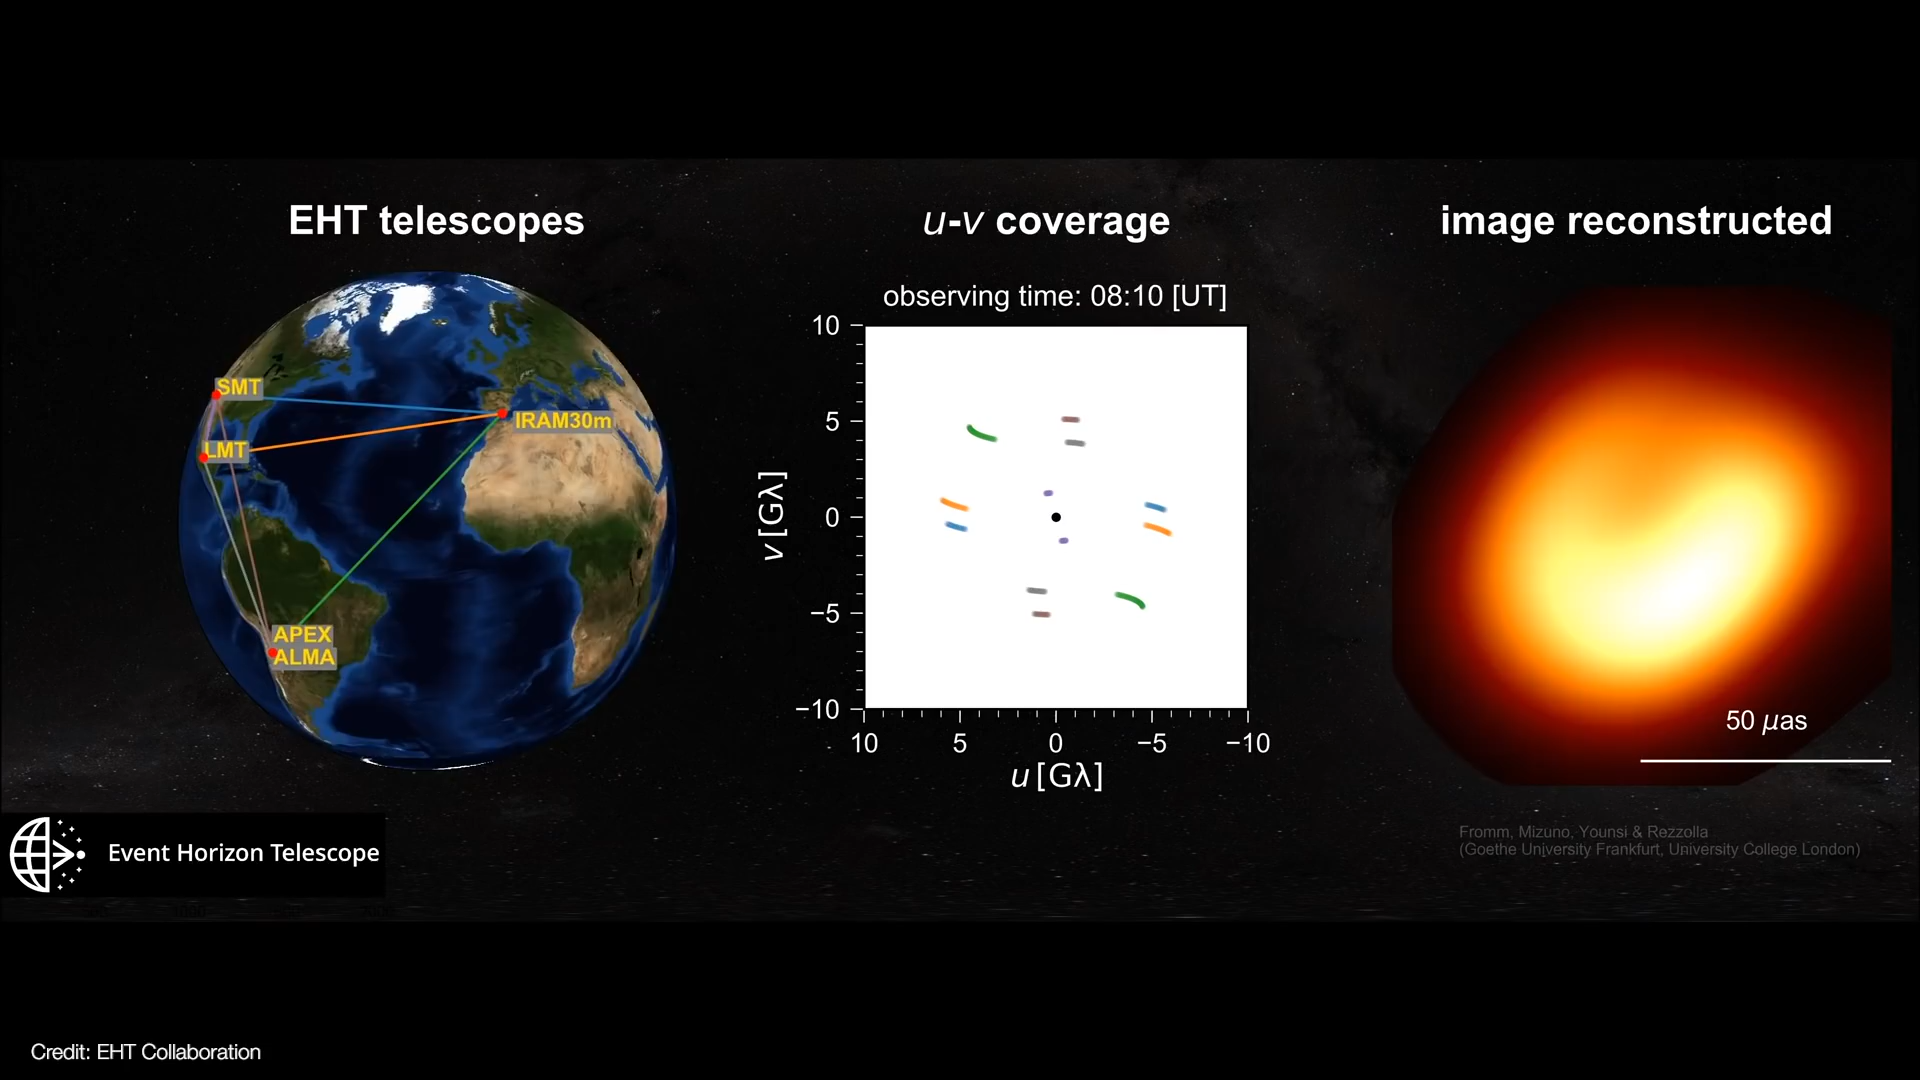 EHT telescopes
u-v coverage
image reconstructed
observing time: 08:10 [UT]
SMT
IRAM30m
LMT
APEX
ALMA
10
5
0
−5
−10
v [Gλ]
10 5 0 −5 −10
u [Gλ]
50 µas
Fromm, Mizuno, Younsi & Rezzolla
(Goethe University Frankfurt, University College London)
Event Horizon Telescope
Credit: EHT Collaboration